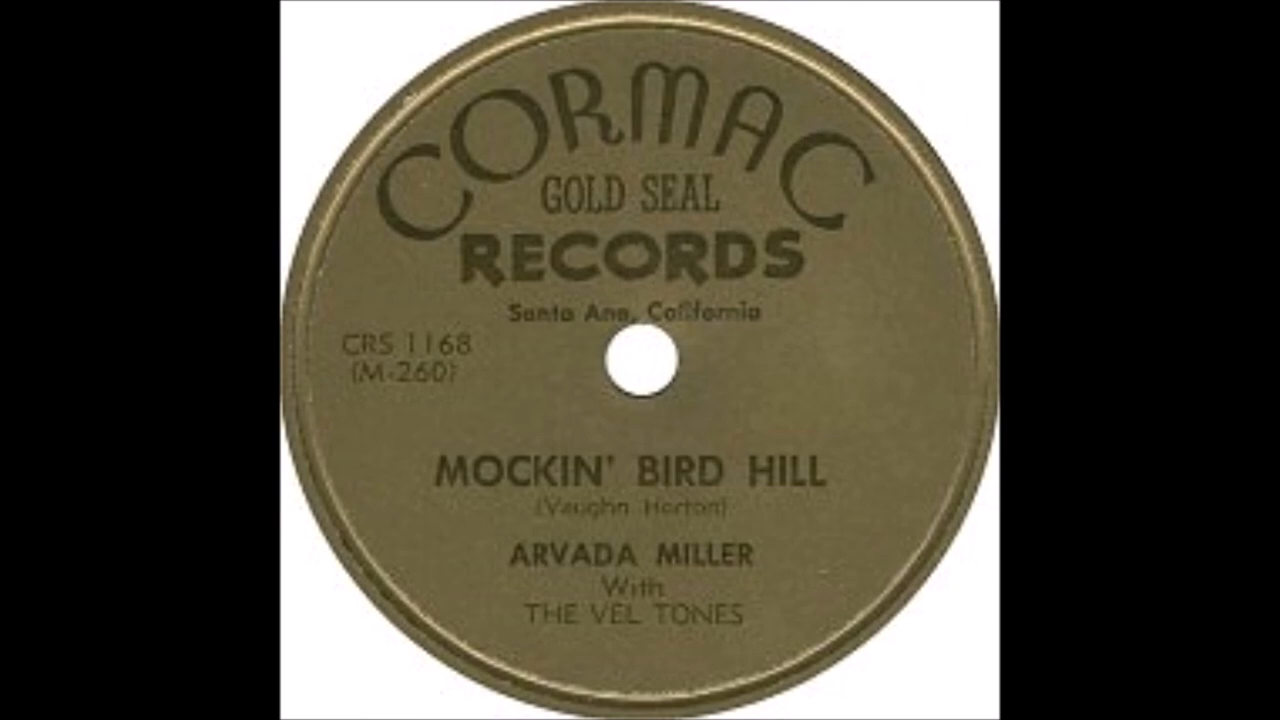 CORMAC
GOLD SEAL
RECORDS
Santa Ana, California
CRS 1168
(M-260)
MOCKIN' BIRD HILL
(Vaughn Horton)
ARVADA MILLER
With
THE VEL TONES